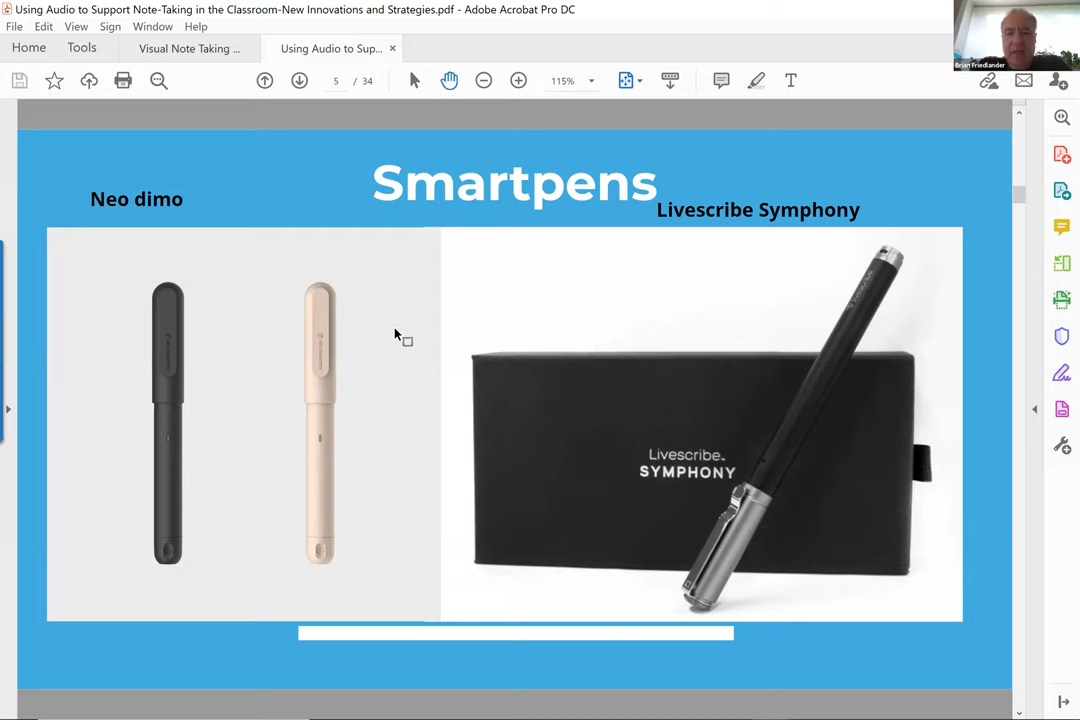 Using Audio to Support Note-Taking in the Classroom-New Innovations and Strategies.pdf - Adobe Acrobat Pro DC
File Edit View Sign Window Help
Home Tools Visual Note Taking ... Using Audio to Sup... ×
5 / 34 115%
Brian Friedlander
Smartpens
Neo dimo
Livescribe Symphony
Livescribe™
SYMPHONY